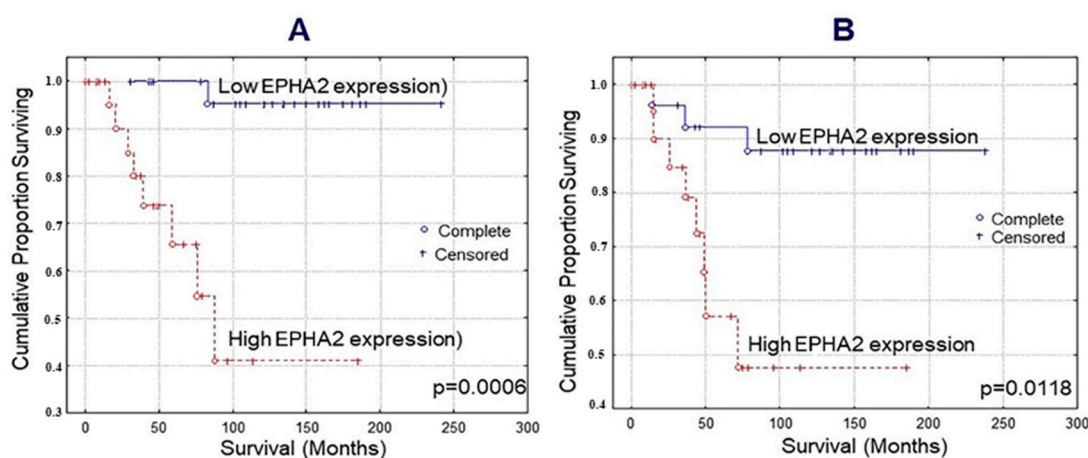 A
Cumulative Proportion Surviving
1.0
0.9
0.8
0.7
0.6
0.5
0.4
0.3
Low EPHA2 expression)
Complete
Censored
High EPHA2 expression)
p=0.0006
0 50 100 150 200 250 300
Survival (Months)
B
Cumulative Proportion Surviving
1.0
0.9
0.8
0.7
0.6
0.5
0.4
Low EPHA2 expression
Complete
Censored
High EPHA2 expression
p=0.0118
0 50 100 150 200 250 300
Survival (Months)